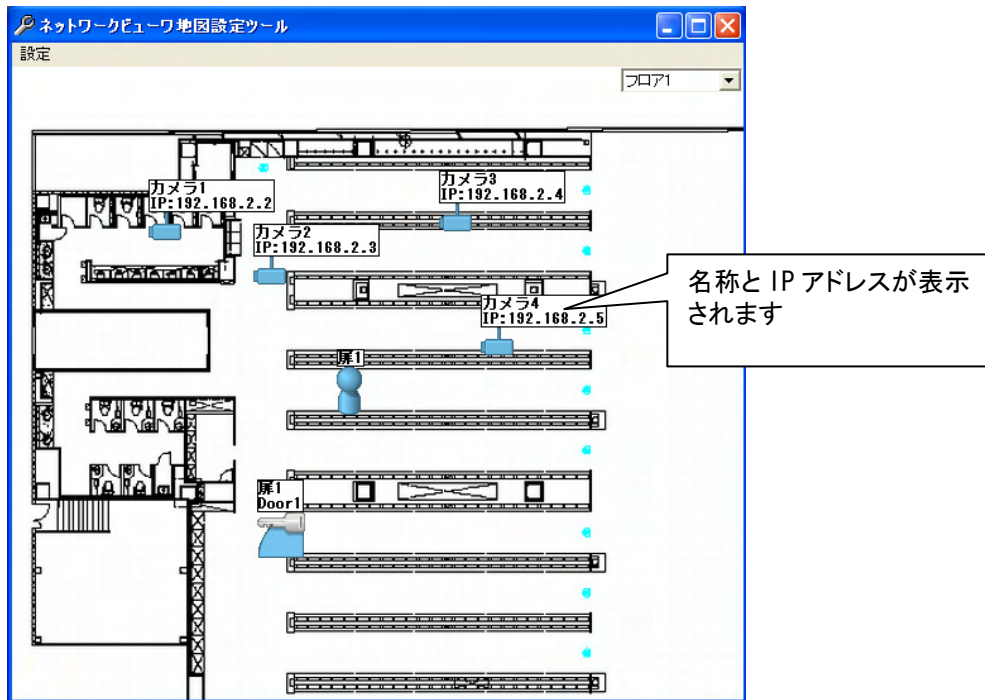 ネットワークビューワ地図設定ツール
設定
フロア1
カメラ1
IP:192.168.2.2
カメラ3
IP:192.168.2.4
カメラ2
IP:192.168.2.3
名称と IP アドレスが表示
されます
カメラ4
IP:192.168.2.5
扉1
扉1
Door1